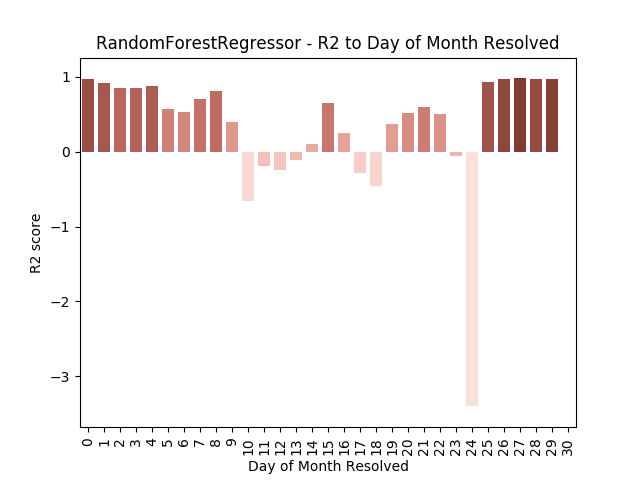 RandomForestRegressor - R2 to Day of Month Resolved
1
0
−1
−2
−3
R2 score
0 1 2 3 4 5 6 7 8 9 10 11 12 13 14 15 16 17 18 19 20 21 22 23 24 25 26 27 28 29 30
Day of Month Resolved